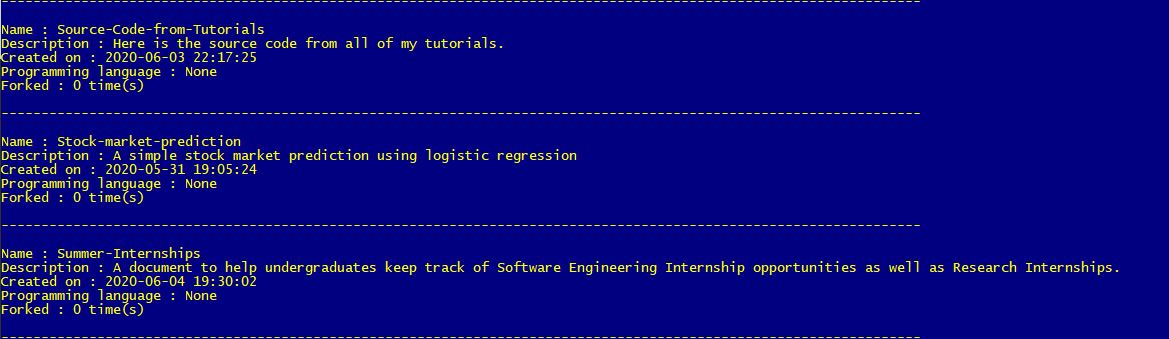 --------------------------------------------------------------------------------------------------------------------
Name : Source-Code-from-Tutorials
Description : Here is the source code from all of my tutorials.
Created on : 2020-06-03 22:17:25
Programming language : None
Forked : 0 time(s)
--------------------------------------------------------------------------------------------------------------------
Name : Stock-market-prediction
Description : A simple stock market prediction using logistic regression
Created on : 2020-05-31 19:05:24
Programming language : None
Forked : 0 time(s)
--------------------------------------------------------------------------------------------------------------------
Name : Summer-Internships
Description : A document to help undergraduates keep track of Software Engineering Internship opportunities as well as Research Internships.
Created on : 2020-06-04 19:30:02
Programming language : None
Forked : 0 time(s)
--------------------------------------------------------------------------------------------------------------------